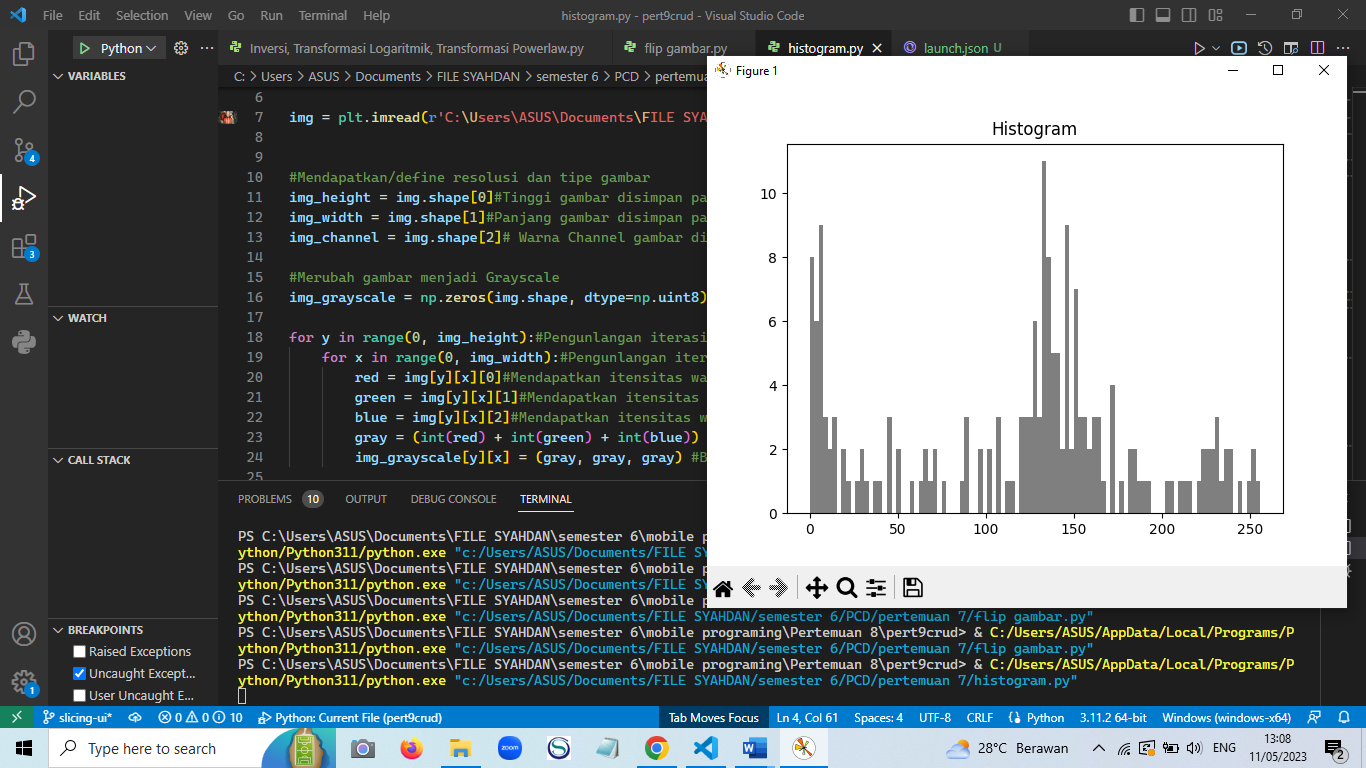 File Edit Selection View Go Run Terminal Help
histogram.py - pert9crud - Visual Studio Code
Python
Inversi, Transformasi Logaritmik, Transformasi Powerlaw.py
flip gambar.py
histogram.py
launch.json U
VARIABLES
WATCH
CALL STACK
BREAKPOINTS
Raised Exceptions
Uncaught Except...
User Uncaught E...
4
3
1
C: > Users > ASUS > Documents > FILE SYAHDAN > semester 6 > PCD > pertemua
6
7 img = plt.imread(r'C:\Users\ASUS\Documents\FILE SYA
8
9
10 #Mendapatkan/define resolusi dan tipe gambar
11 img_height = img.shape[0]#Tinggi gambar disimpan pa
12 img_width = img.shape[1]#Panjang gambar disimpan pa
13 img_channel = img.shape[2]# Warna Channel gambar di
14
15 #Merubah gambar menjadi Grayscale
16 img_grayscale = np.zeros(img.shape, dtype=np.uint8)
17
18 for y in range(0, img_height):#Pengunlangan iterasi
19 for x in range(0, img_width):#Pengunlangan iter
20 red = img[y][x][0]#Mendapatkan itensitas wa
21 green = img[y][x][1]#Mendapatkan itensitas
22 blue = img[y][x][2]#Mendapatkan itensitas w
23 gray = (int(red) + int(green) + int(blue))
24 img_grayscale[y][x] = (gray, gray, gray) #B
25
Figure 1
Histogram
10
8
6
4
2
0
0 50 100 150 200 250
PROBLEMS 10 OUTPUT DEBUG CONSOLE TERMINAL
PS C:\Users\ASUS\Documents\FILE SYAHDAN\semester 6\mobile p
ython/Python311/python.exe "c:/Users/ASUS/Documents/FILE SY
PS C:\Users\ASUS\Documents\FILE SYAHDAN\semester 6\mobile p
ython/Python311/python.exe "c:/Users/ASUS/Documents/FILE SY
PS C:\Users\ASUS\Documents\FILE SYAHDAN\semester 6\mobile p
ython/Python311/python.exe "c:/Users/ASUS/Documents/FILE SYAHDAN/semester 6/PCD/pertemuan 7/flip gambar.py"
PS C:\Users\ASUS\Documents\FILE SYAHDAN\semester 6\mobile programing\Pertemuan 8\pert9crud> & C:/Users/ASUS/AppData/Local/Programs/P
ython/Python311/python.exe "c:/Users/ASUS/Documents/FILE SYAHDAN/semester 6/PCD/pertemuan 7/flip gambar.py"
PS C:\Users\ASUS\Documents\FILE SYAHDAN\semester 6\mobile programing\Pertemuan 8\pert9crud> & C:/Users/ASUS/AppData/Local/Programs/P
ython/Python311/python.exe "c:/Users/ASUS/Documents/FILE SYAHDAN/semester 6/PCD/pertemuan 7/histogram.py"
slicing-ui* 0 0 10 Python: Current File (pert9crud) Tab Moves Focus Ln 4, Col 61 Spaces: 4 UTF-8 CRLF Python 3.11.2 64-bit Windows (windows-x64)
Type here to search
zoom
28°C Berawan
ENG
13:08
11/05/2023
2